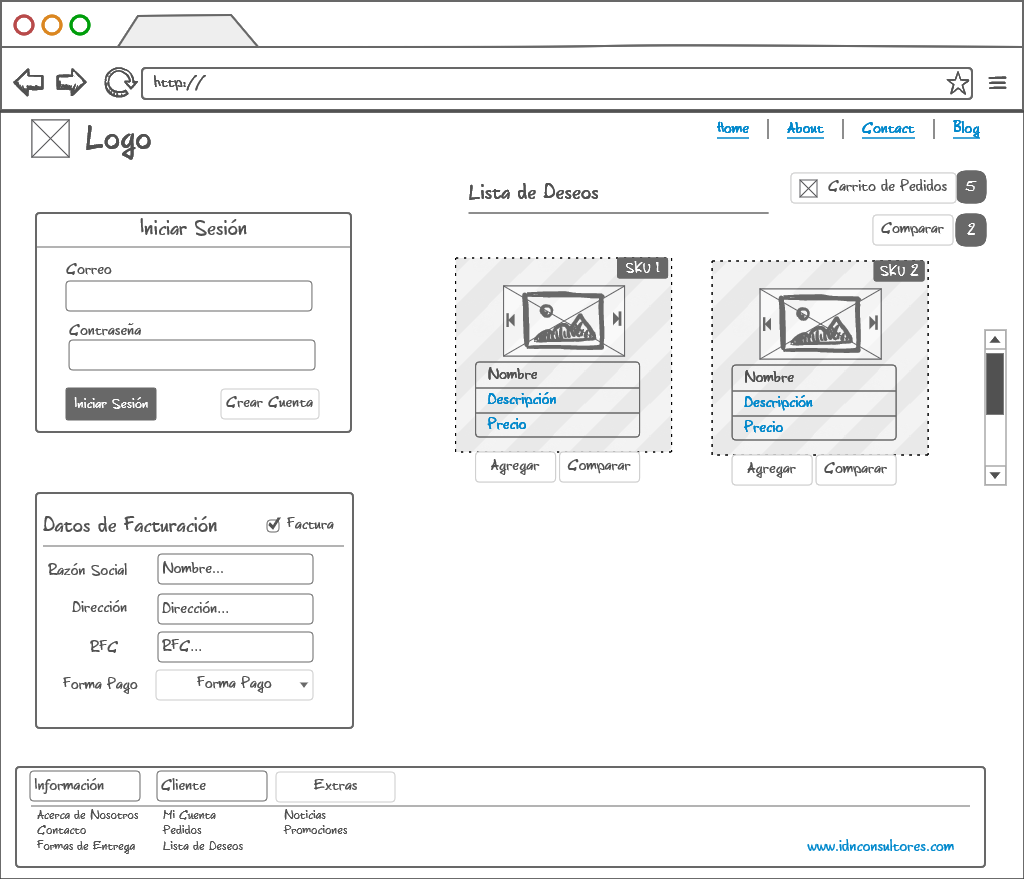 http://
Logo
Home
About
Contact
Blog
Lista de Deseos
Carrito de Pedidos 5
Comparar 2
Iniciar Sesión
Correo
Contraseña
Iniciar Sesión
Crear Cuenta
SKU 1
Nombre
Descripción
Precio
Agregar
Comparar
SKU 2
Nombre
Descripción
Precio
Agregar
Comparar
Datos de Facturación
Factura
Razón Social
Nombre...
Dirección
Dirección...
RFC
RFC...
Forma Pago
Forma Pago
Información
Acerca de Nosotros
Contacto
Formas de Entrega
Cliente
Mi Cuenta
Pedidos
Lista de Deseos
Extras
Noticias
Promociones
www.idnconsultores.com